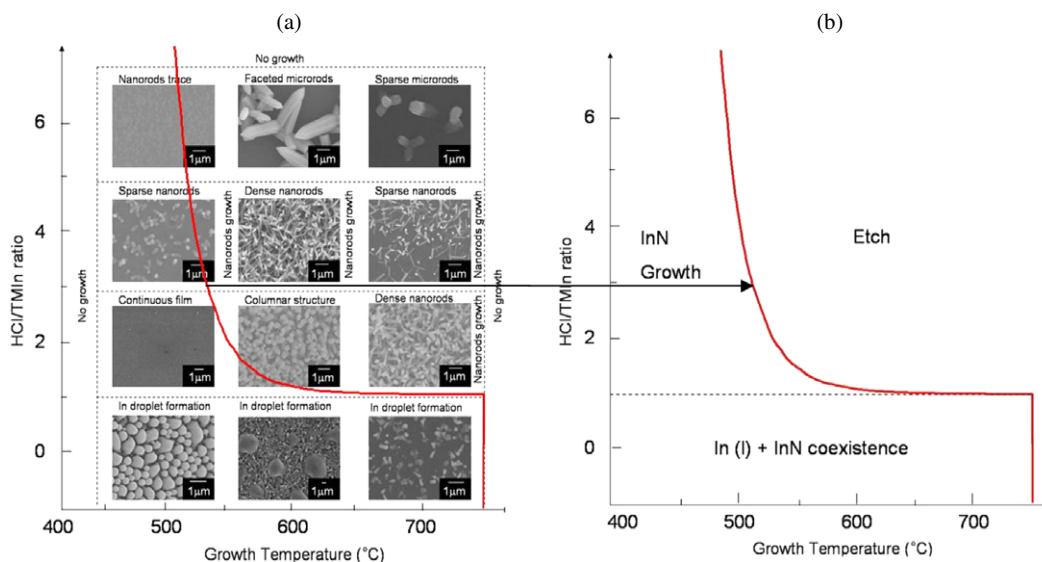 (a)
(b)
No growth
Nanorods trace
Faceted microrods
Sparse microrods
1μm
1μm
1μm
Sparse nanorods
Dense nanorods
Sparse nanorods
Nanorods growth
Nanorods growth
1μm
1μm
1μm
No growth
No growth
Continuous film
Columnar structure
Dense nanorods
Nanorods growth
1μm
1μm
1μm
In droplet formation
In droplet formation
In droplet formation
1μm
1μm
1μm
HCl/TMIn ratio
6
4
2
0
400
500
600
700
Growth Temperature (°C)
InN
Growth
Etch
In (l) + InN coexistence
HCl/TMIn ratio
6
4
2
0
400
500
600
700
Growth Temperature (°C)